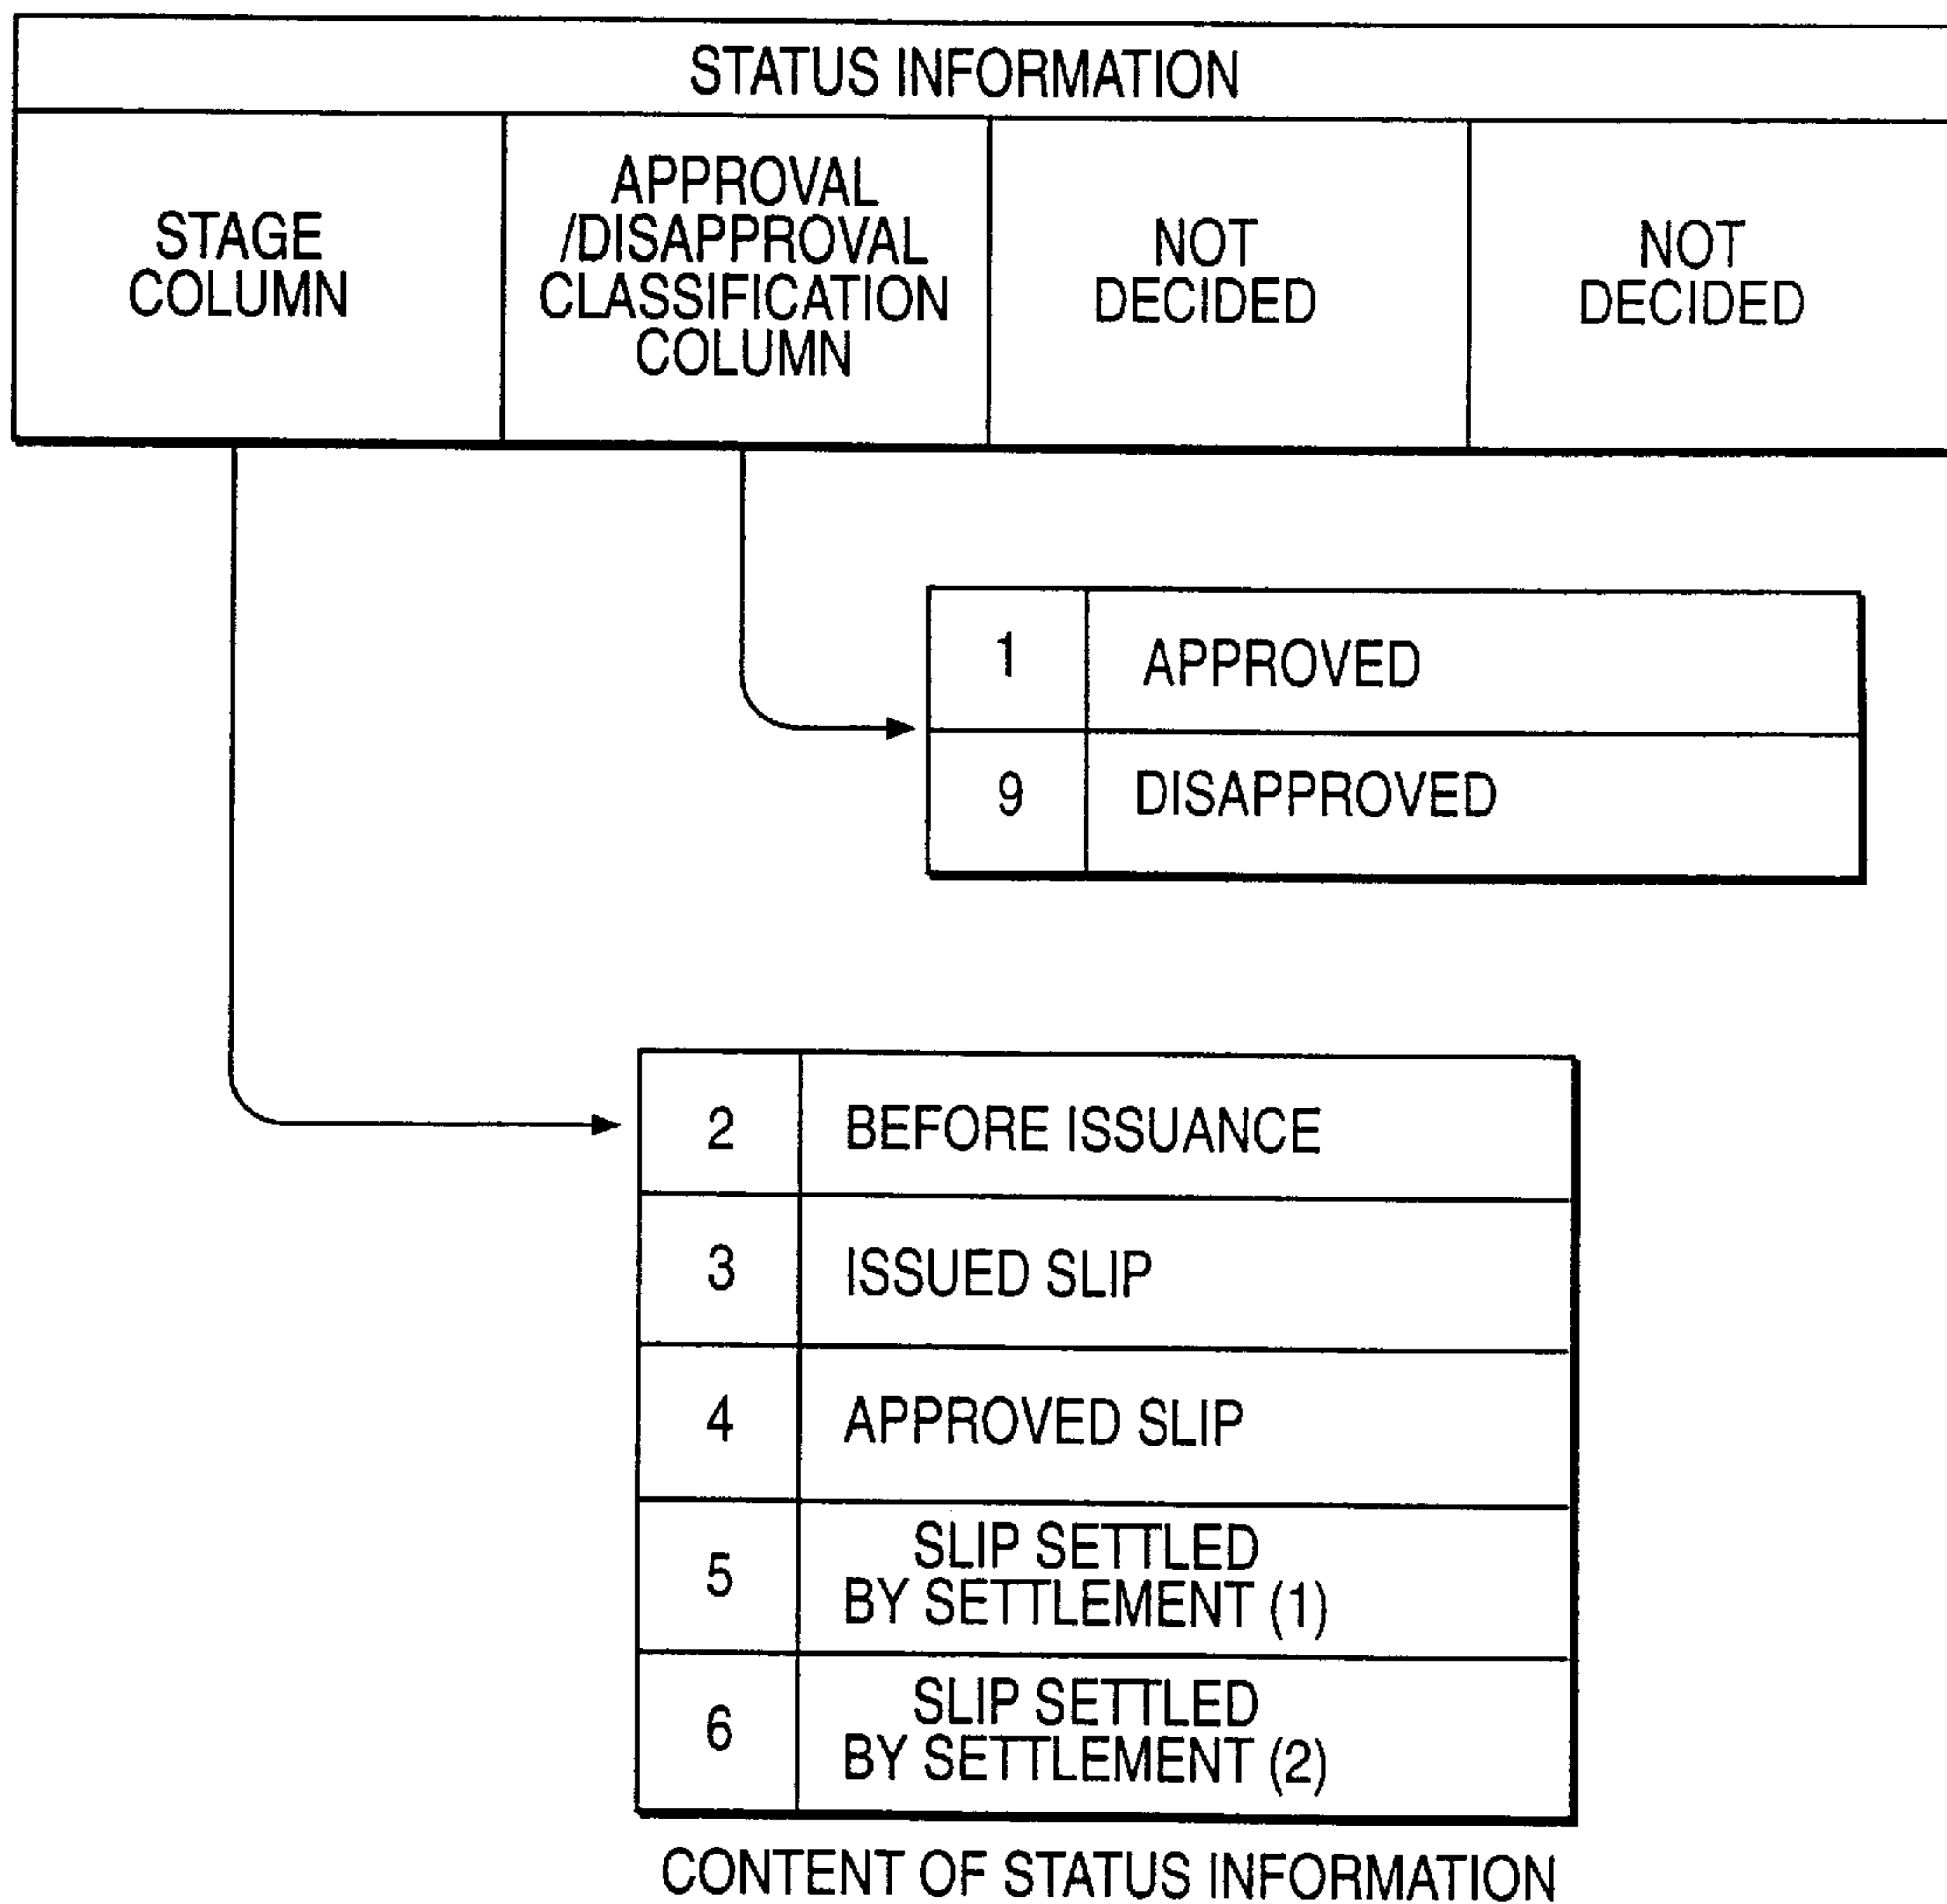 STATUS INFORMATION
STAGE
COLUMN
APPROVAL
/DISAPPROVAL
CLASSIFICATION
COLUMN
NOT
DECIDED
NOT
DECIDED
1 APPROVED
9 DISAPPROVED
2 BEFORE ISSUANCE
3 ISSUED SLIP
4 APPROVED SLIP
5 SLIP SETTLED
BY SETTLEMENT (1)
6 SLIP SETTLED
BY SETTLEMENT (2)
CONTENT OF STATUS INFORMATION